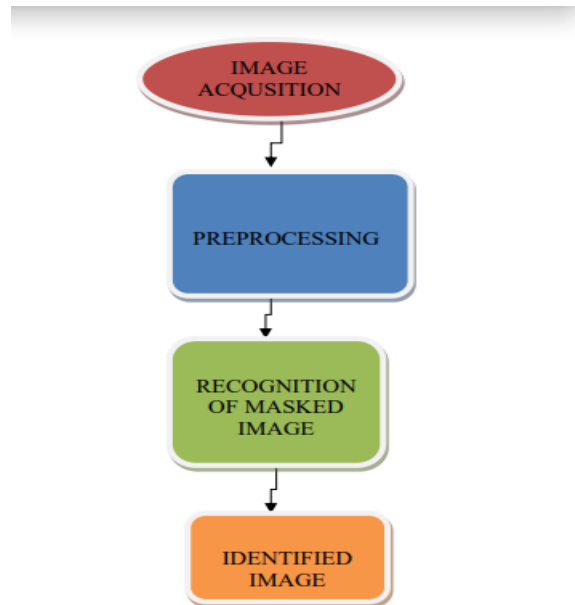 IMAGE
ACQUSITION
PREPROCESSING
RECOGNITION
OF MASKED
IMAGE
IDENTIFIED
IMAGE